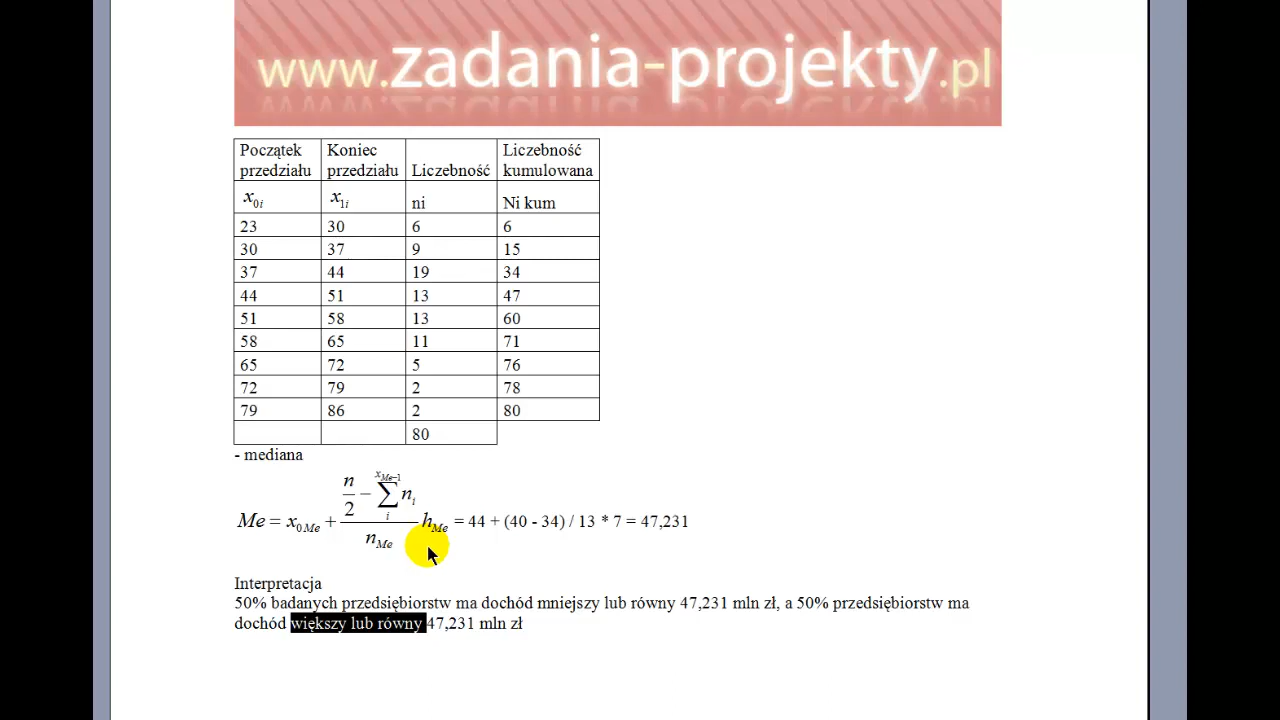 www.zadania-projekty.pl
Początek przedziału Koniec przedziału Liczebność Liczebność kumulowana
x0i x1i ni Ni kum
23 30 6 6
30 37 9 15
37 44 19 34
44 51 13 47
51 58 13 60
58 65 11 71
65 72 5 76
72 79 2 78
79 86 2 80
80
- mediana
Me = x0Me + (n/2 − ∑_i^{xMe−1} ni) / nMe hMe = 44 + (40 - 34) / 13 * 7 = 47,231
Interpretacja
50% badanych przedsiębiorstw ma dochód mniejszy lub równy 47,231 mln zł, a 50% przedsiębiorstw ma
dochód większy lub równy 47,231 mln zł